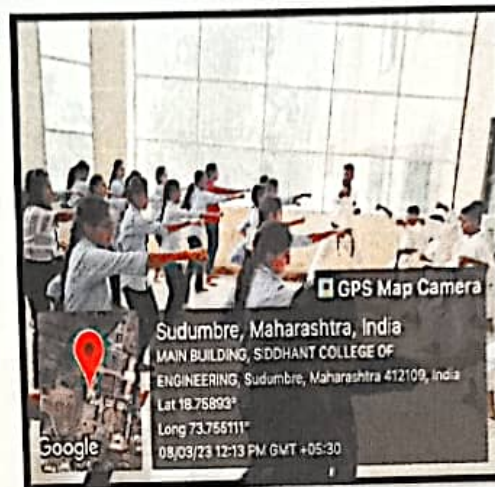 GPS Map Camera
Sudumbre, Maharashtra, India
MAIN BUILDING, SIDDHANT COLLEGE OF
ENGINEERING, Sudumbre, Maharashtra 412109, India
Lat 18.75893°
Long 73.755111°
08/03/23 12:13 PM GMT +05:30
Google